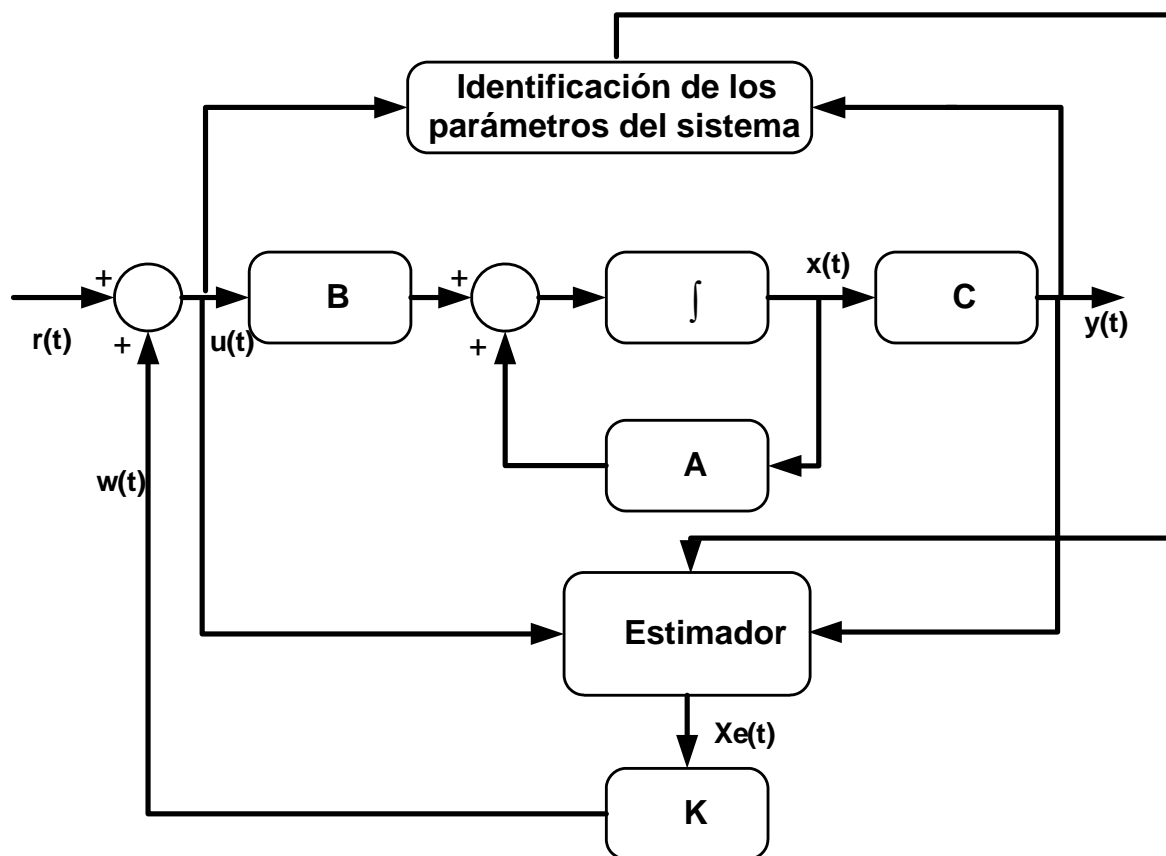 Identificación de los
parámetros del sistema
+
r(t)
+
u(t)
B
+
+
∫
x(t)
C
y(t)
A
w(t)
Estimador
Xe(t)
K